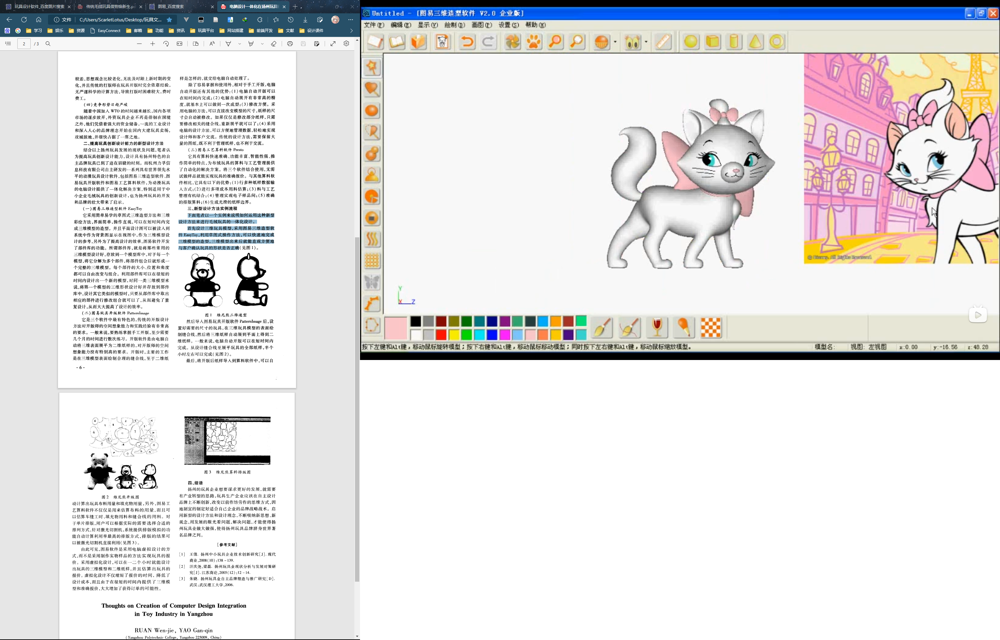 玩具设计软件_百度图片搜索
传统毛绒玩具借势焕新生.pdf
图易_百度搜索
电脑设计一体化在扬州玩具行
文件
C:/Users/ScarletLotus/Desktop/玩具文...
学习
娱乐
资源
EasyConnect
邮箱
功能
资讯
玩具平台
网站搭建
前端开发
文献
设计课件
2 / 3
较差,思想观念比较老化,无法及时跟上新时期的变
化,并且传统的打版师在玩具开版时完全依靠经验,
无严谨科学的计算方法,导致打版时困难较大,费时
费工。
(四)竞争形势日趋严峻
随着中国加入 WTO 的时间越来越长,国内各项
市场的逐步放开,外资玩具企业不再是徘徊在国境
之外,他们凭借着强大的资金储备,一流的工业设计
和深入人心的品牌理念开始在国内大建玩具卖场,
攻城掠地,并很快占据了一席之地。
二、提高玩具创新设计能力的新型设计方法
结合以上扬州玩具发展的现状及问题,笔者认
为提高玩具创新设计能力,设计具有扬州特色的自
主品牌玩具已到了迫在眉睫的时刻。而杭州力孚信
息科技有限公司自主研发的一系列具有世界领先水
平的动漫玩具设计软件,包括图易三维造型软件、图
易玩具开版软件和图易工艺算料软件,为动漫玩具
的电脑设计提供了一体化解决方案,特别适用于中
小企业毛绒玩具的创新设计,也为扬州玩具的开发
和品牌的壮大带来了启示。
(一)图易三维造型软件 EasyToy
它采用简单易学的草图式三维造型方法和三维
彩绘方法,界面简单,操作直观,可以在短时间内完
成三维模型的造型。并且平面设计图可以被读入到
系统中作为背景图显示在视图中,作为三维模型设
计的参考,另外为了提高设计的效率,图易软件开发
了部件库的功能。所谓部件库,就是将那些常用的
三维模型设计好,存放到一个模型库中,对于每一个
模型,将它分解为多个部件,将部件组合后就形成一
个完整的三维模型。每个部件的大小、位置和角度
都可以自由改变与组合。利用部件库可以在很短的
时间内设计出一个新的模型,对同一类三维模型来
说,将第一个模型的三维形状设计好并存放到部件
库中,设计其它类似的模型时,只要从部件库中取出
相应的部件进行修改组合就可以了,从而避免了重
复设计,从而大大提高了设计的效率。
(二)图易玩具开版软件 PatternImage
它是三个软件中最有特色的,传统的开版设计
方法对开版师的空间想象能力和实践经验有非常高
的要求。一般来说,要熟练掌握手工开版,至少需要
几个月的时间进行数次练习。开版软件是由电脑自
动将三维表面展平为二维纸样的,对开版师的空间
想象能力没有特别高的要求。开版时,主要的工作
是在三维模型表面绘制合理的缝合线,至于二维纸
· 6 ·
样是怎样的,就交给电脑自动处理了。
除了容易掌握和使用外,相对于手工开版,电脑
自动开版还有其他的优势:(1)电脑自动开版可以
在短时间内完成;(2)电脑自动展开有非常高的精
度,就基本上可以做到一次成型;(3)修改方便。采
用电脑的方法,可以直接改变模型的尺寸,纸样的尺
寸会自动被修改。如果仅仅是修改部分纸样,只需
要修改相关的缝合线,重新展平就可以了;(4)采用
电脑的设计方法,可以方便地管理数据,轻松地实现
设计师和客户交流。传统的设计方法,需要保留大
量的图纸,既不利于管理纸样,也不利于交流。
(三)图易工艺算料软件 Presto
它具有算料快速准确、功能丰富、智能性强、操
作简单的特点,为布绒玩具的算料与工艺管理提供
了自动化的解决方案。将三个软件结合使用,无需
试做样品就能实现玩具的准确报价。与其他算料软
件相比,它具有以下的优势:(1)行多种纸样数据输
入方式;(2)进行多项成本用料估算;(3)料与工艺
管理有机结合;(4)管理实现电子样品间;(5)准确
的排版算料;(6)生成光滑的纸样边界。
三、新型设计方法实例流程
下面笔者以一个实例来说明如何运用这种新型
设计方法来进行毛绒玩具的一体化设计。
首先设计三维玩具模型,采用图易三维造型软
件 EasyToy,利用草图式操作方法,可以快速地完成
三维模型的造型,三维模型出来后就能直观方便地
与客户确认玩具的形状是否正确(见图1)。
图1 维尼熊三维造型
然后导入图易玩具开版软件 PatternImage 后,设
置好需要的尺寸的玩具,在三维玩具模型的表面绘
制缝合线,然后将三维纸样自动展到平面上得到二
维纸样。一般来说,电脑自动开版可以在短时间内
完成。从设计缝合线至展平玩具的全部纸样,半个
小时左右可以完成(见图2)。
最后,将开版后纸样导入到算料软件中,可以自
图2 维尼熊开版图
动计算出玩具布料用量和填充物用量,另外,图易工
艺算料软件不仅仅是用来估算布料的用量,而且可
以估算车缝工时、填充物用料和缝合线的用料。对
于单片排版,用户可以根据实际的需要选择合适的
排列方式,针对激光切割机,系统提供排版模拟的功
能自动计算利用率最高的排版方式,排版的结果可
以被激光切割机直接利用(见图3)。
由此可见,图易软件是采用电脑虚拟设计的方
式,而不是采用制作实物样品的方法实现玩具的报
价。采用虚拟化设计,可以在一二个小时就能设计
出玩具的三维模型和二维纸样,并且估算出玩具的
报价。虚拟化设计不仅缩短了报价的时间,降低了
设计成本,而且由于在很短的时间内提供了三维模
型和准确报价,大大增加了获得订单的可能性。
图3 维尼熊算料排版图
四、结语
扬州的玩具企业想要谋求更好的发展,就需要
有产业转型的思路,玩具生产企业应该在自主设计
品牌上不断创新,改变以前作坊劳作的思维方式,因
地制宜的制定好适合自己企业的品牌战略战术。启
用新型的设计方法和设计理念,不断吸纳新思想、新
观念,用发展的眼光看问题,解决问题,才能使得扬
州玩具业做大做强,使得扬州玩具品牌跻身世界著
名品牌之列。
[参考文献]
[1] 王倩. 扬州中小玩具企业技术创新研究[J]. 现代
商业,2008(10):138-139.
[2] 汪庆尧,梁磊. 扬州玩具业现状分析与发展对策研
究[J]. 江苏商论,2005(12):12-14.
[3] 朱婕. 扬州玩具业自主品牌塑造与推广研究[D].
武汉:武汉理工大学,2006.
Thoughts on Creation of Computer Design Integration
in Toy Industry in Yangzhou
RUAN Wen-jie, YAO Gan-qin
(Yangzhou Polytechnic College, Yangzhou 225009, China)
Untitled - [图易三维造型软件 V2.0 企业版]
文件(F) 编辑(E) 显示(V) 绘制(D) 画图(P) 设置(S) 帮助(H)
© Disney. All Rights Reserved.
Y
X Z
按下左键和Alt键，移动鼠标旋转模型；按下右键和Alt键，移动鼠标移动模型；同时按下左右键和Alt键，移动鼠标缩放模型。
模型名: 视图: 左视图 x:0.00 y:-16.56 z:48.28